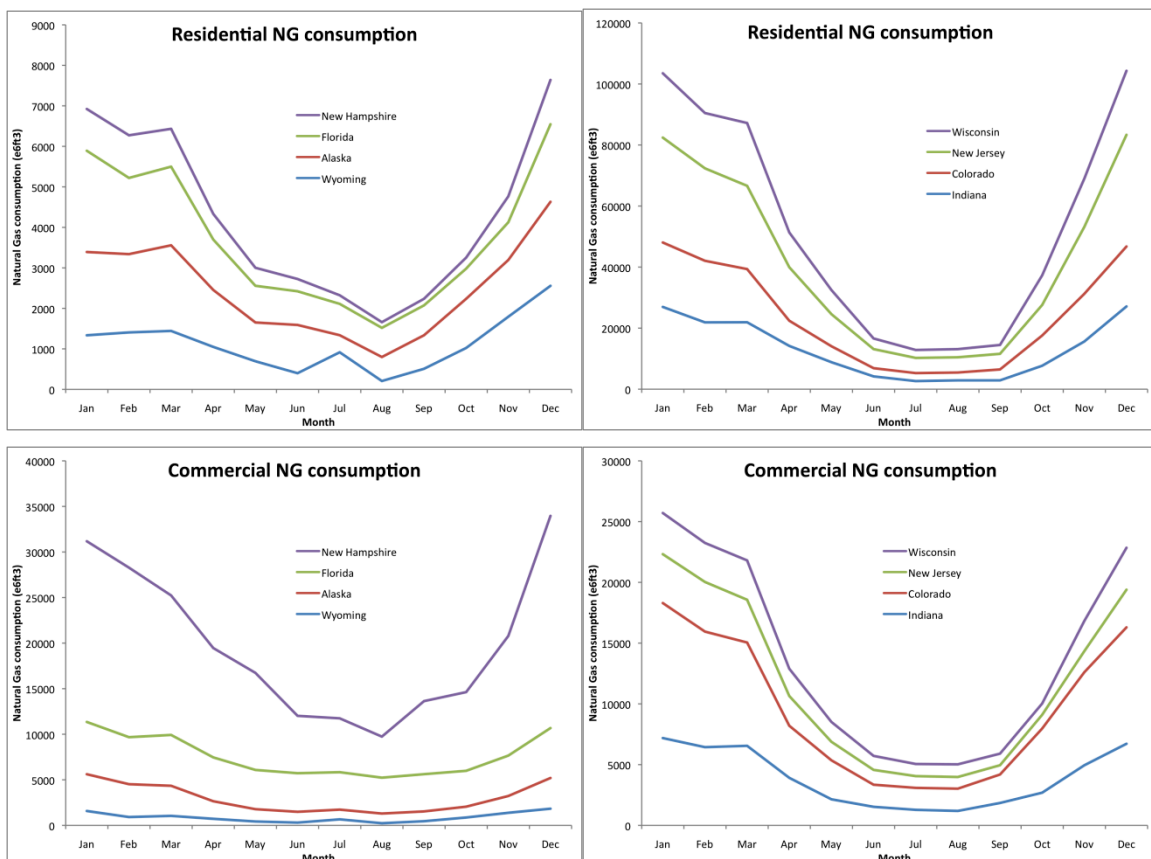 Residential NG consumption
Natural Gas consumption (e6ft3)
9000
8000
7000
6000
5000
4000
3000
2000
1000
0
New Hampshire
Florida
Alaska
Wyoming
Jan Feb Mar Apr May Jun Jul Aug Sep Oct Nov Dec
Month
Residential NG consumption
Natural Gas consumption (e6ft3)
120000
100000
80000
60000
40000
20000
0
Wisconsin
New Jersey
Colorado
Indiana
Jan Feb Mar Apr May Jun Jul Aug Sep Oct Nov Dec
Month
Commercial NG consumption
Natural Gas consumption (e6ft3)
40000
35000
30000
25000
20000
15000
10000
5000
0
New Hampshire
Florida
Alaska
Wyoming
Jan Feb Mar Apr May Jun Jul Aug Sep Oct Nov Dec
Month
Commercial NG consumption
Natural Gas consumption (e6ft3)
30000
25000
20000
15000
10000
5000
0
Wisconsin
New Jersey
Colorado
Indiana
Jan Feb Mar Apr May Jun Jul Aug Sep Oct Nov Dec
Month